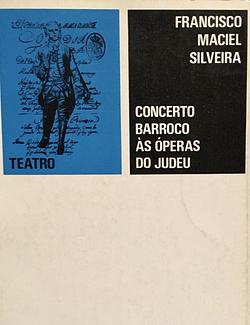 FRANCISCO
MACIEL
SILVEIRA
CONCERTO
BARROCO
ÀS ÓPERAS
DO JUDEU
TEATRO